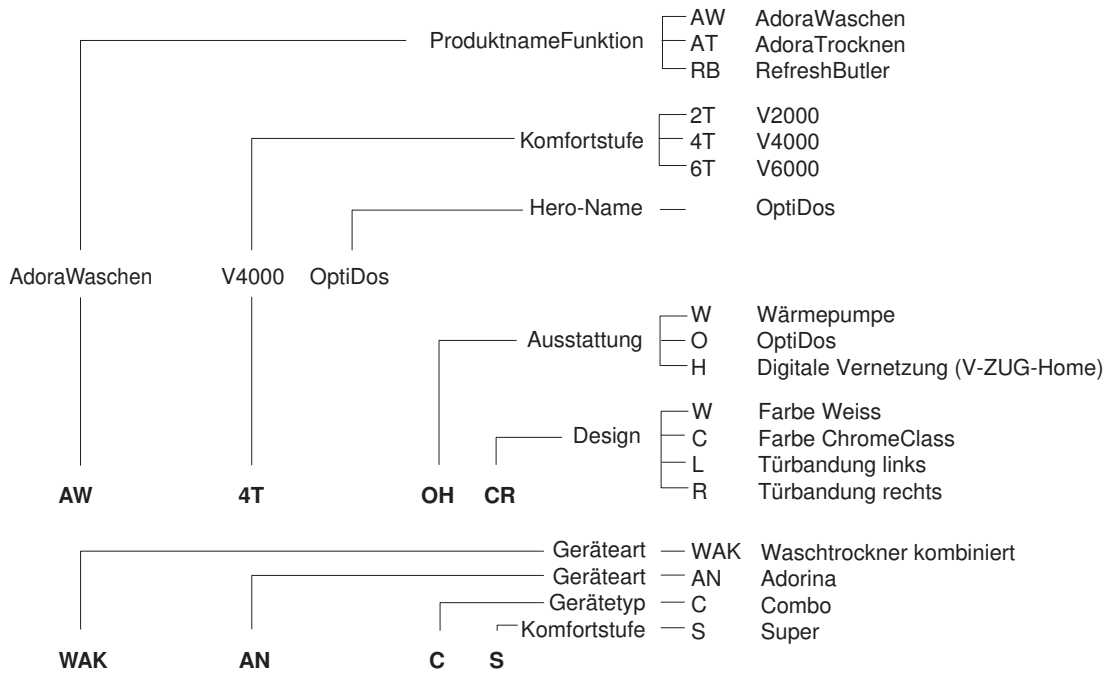 AW AdoraWaschen
ProduktnameFunktion AT AdoraTrocknen
RB RefreshButler
2T V2000
Komfortstufe 4T V4000
6T V6000
Hero-Name OptiDos
AdoraWaschen V4000 OptiDos
W Wärmepumpe
Ausstattung O OptiDos
H Digitale Vernetzung (V-ZUG-Home)
W Farbe Weiss
Design C Farbe ChromeClass
L Türbandung links
R Türbandung rechts
AW 4T OH CR
Geräteart WAK Waschtrockner kombiniert
Geräteart AN Adorina
Gerätetyp C Combo
Komfortstufe S Super
WAK AN C S